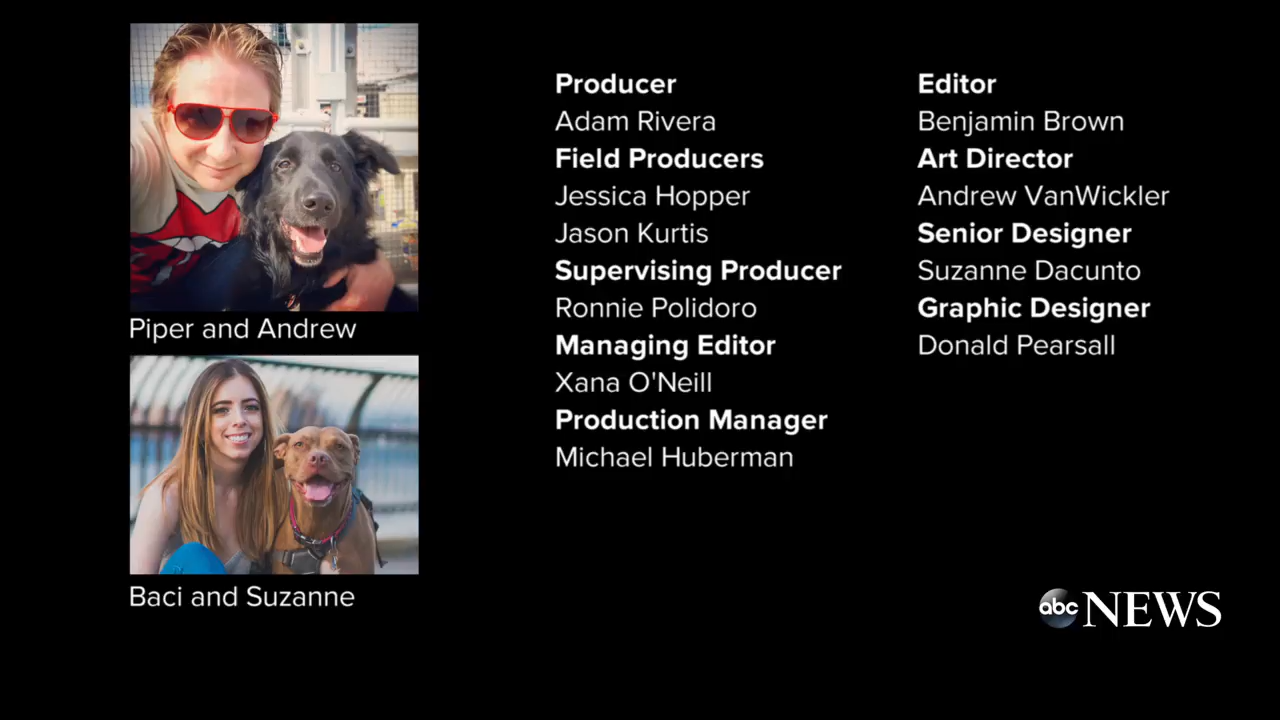 Piper and Andrew
Baci and Suzanne
Producer
Adam Rivera
Field Producers
Jessica Hopper
Jason Kurtis
Supervising Producer
Ronnie Polidoro
Managing Editor
Xana O'Neill
Production Manager
Michael Huberman
Editor
Benjamin Brown
Art Director
Andrew VanWickler
Senior Designer
Suzanne Dacunto
Graphic Designer
Donald Pearsall
abc NEWS